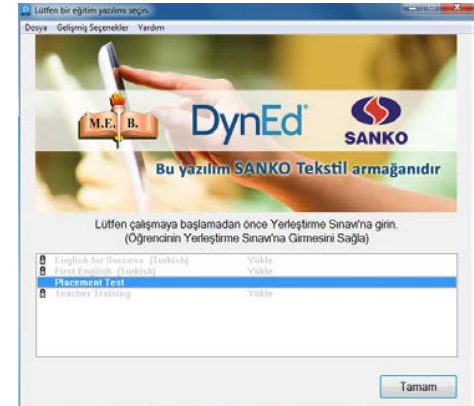 Lütfen bir eğitim yazılımı seçin.
Dosya Gelişmiş Seçenekler Yardım
M.E. B.
DynEd
SANKO
Bu yazılım SANKO Tekstil armağanıdır
Lütfen çalışmaya başlamadan önce Yerleştirme Sınavı'na girin.
(Öğrencinin Yerleştirme Sınavı'na Girmesini Sağla)
English for Success (Turkish) Yükle
First English (Turkish) Yükle
Placement Test
Teacher Training Yükle
Tamam